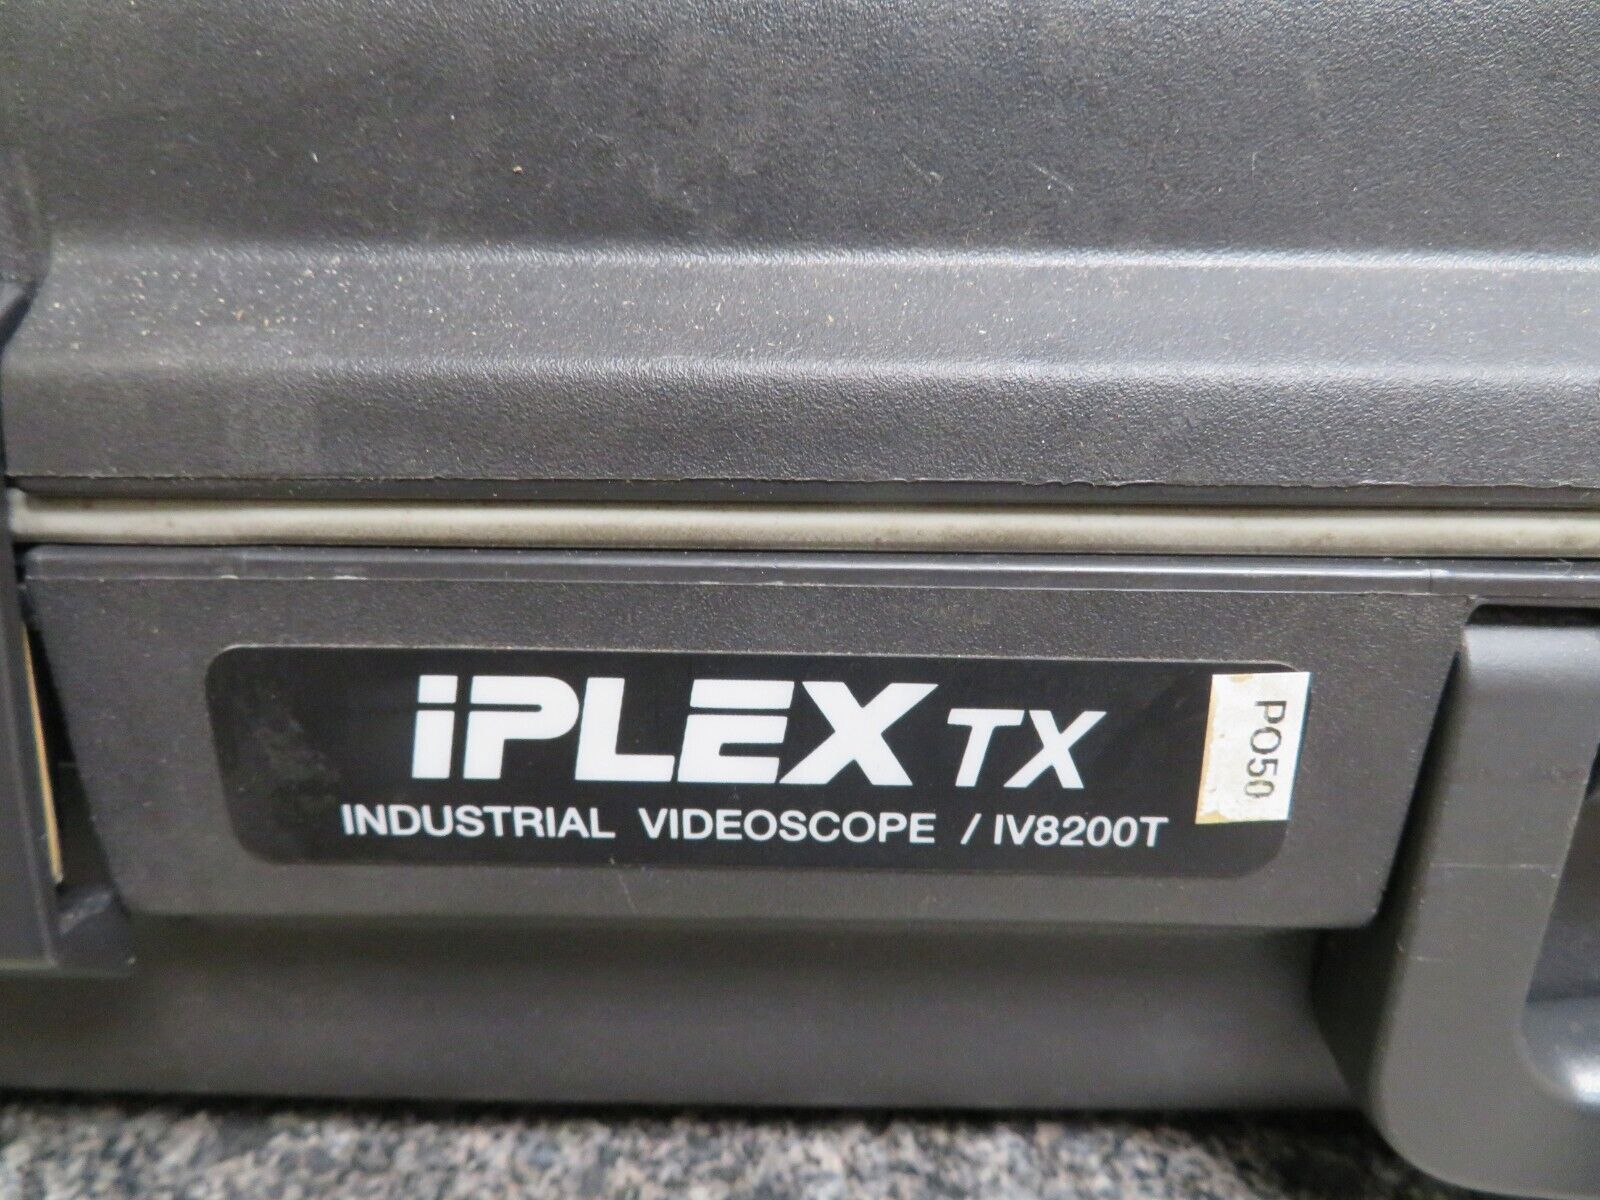 iPLEX TX
INDUSTRIAL VIDEOSCOPE / IV8200T
PO50